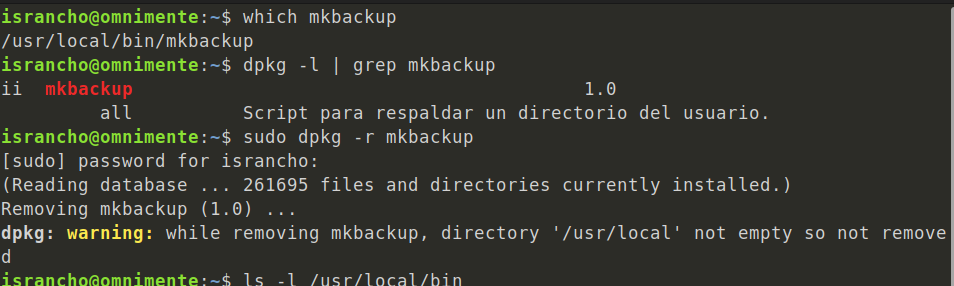 israncho@omnimente:~$ which mkbackup
/usr/local/bin/mkbackup
israncho@omnimente:~$ dpkg -l | grep mkbackup
ii  mkbackup                                         1.0
         all          Script para respaldar un directorio del usuario.
israncho@omnimente:~$ sudo dpkg -r mkbackup
[sudo] password for israncho:
(Reading database ... 261695 files and directories currently installed.)
Removing mkbackup (1.0) ...
dpkg: warning: while removing mkbackup, directory '/usr/local' not empty so not remove
d
israncho@omnimente:~$ ls -l /usr/local/bin